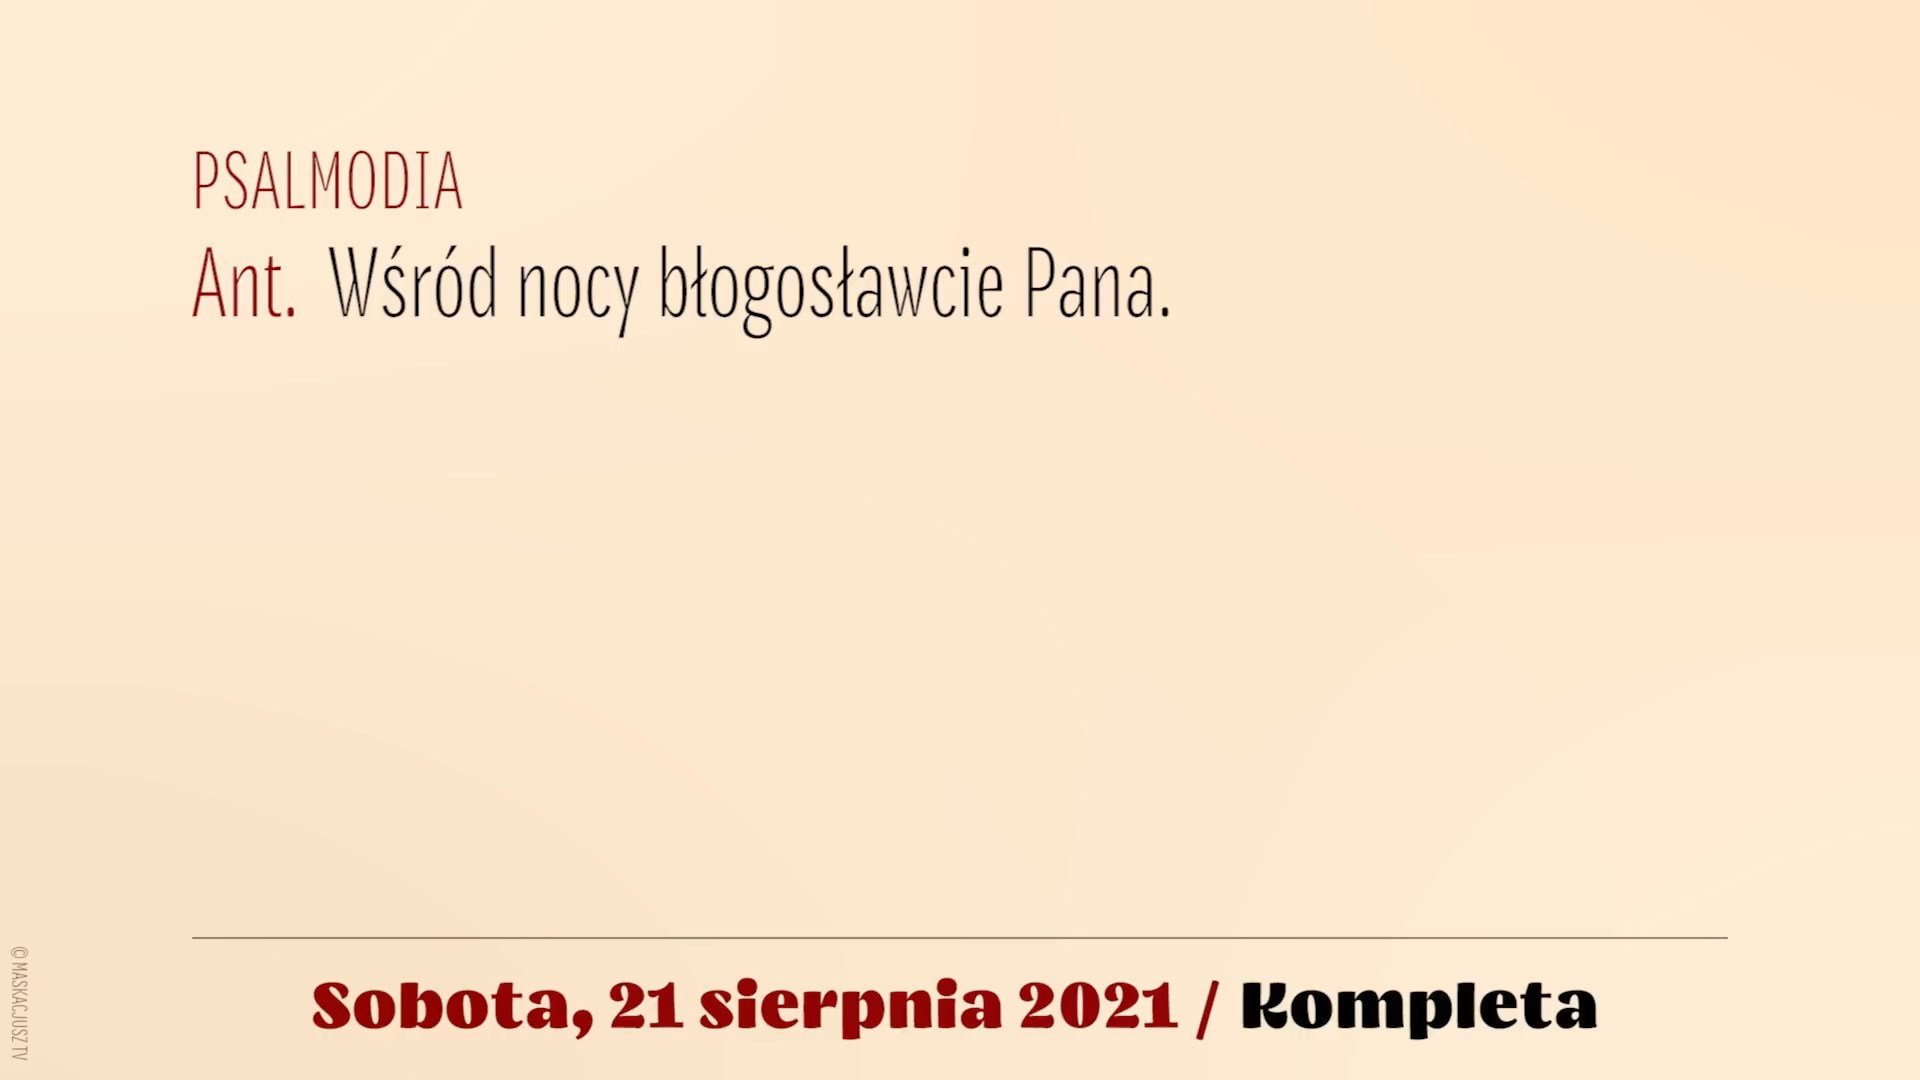 PSALMODIA
Ant. Wśród nocy błogosławcie Pana.
Sobota, 21 sierpnia 2021 / Kompleta
© MASKACJUSZ TV